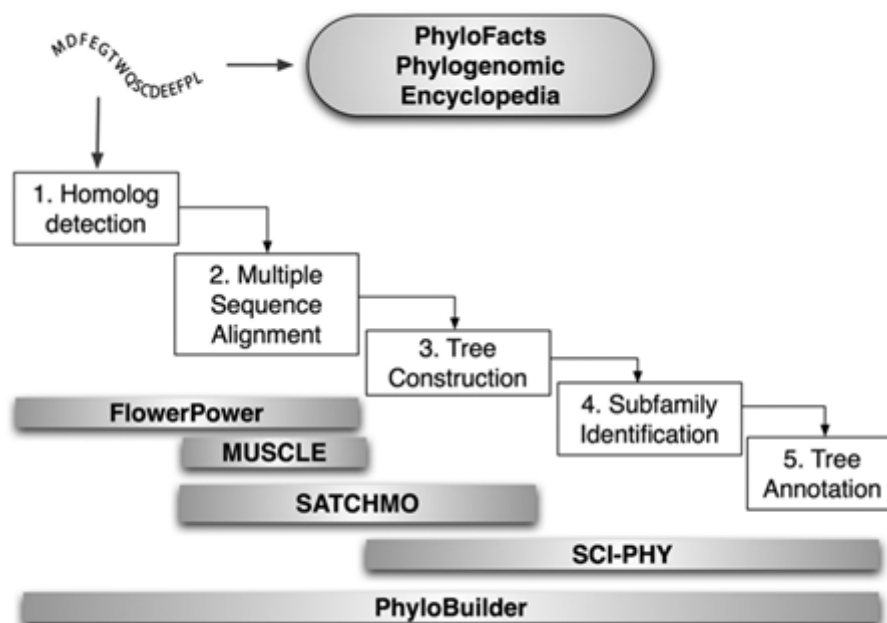 MDFEGTWQSCDEEFPL
PhyloFacts
Phylogenomic
Encyclopedia
1. Homolog
detection
2. Multiple
Sequence
Alignment
3. Tree
Construction
4. Subfamily
Identification
5. Tree
Annotation
FlowerPower
MUSCLE
SATCHMO
SCI-PHY
PhyloBuilder